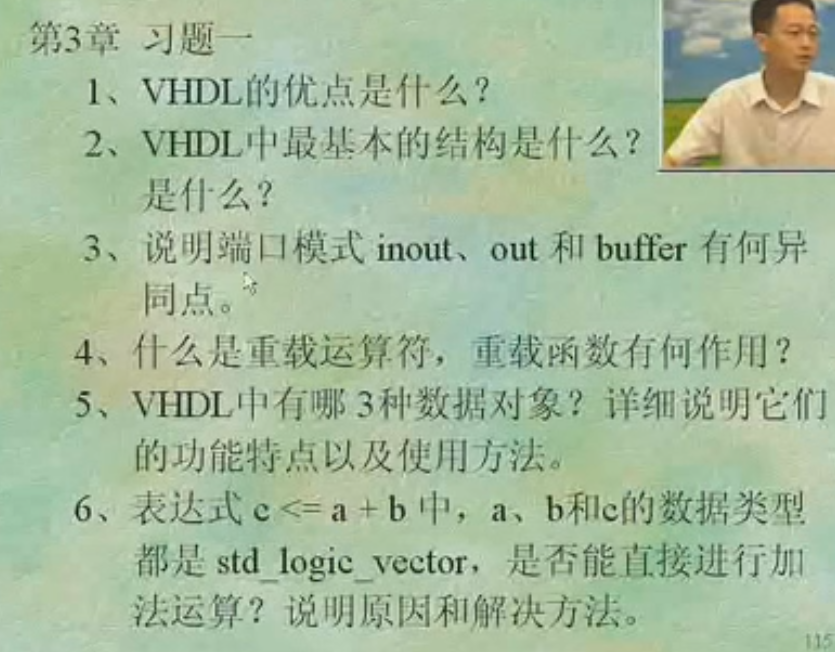 第3章 习题一
1、VHDL的优点是什么?
2、VHDL中最基本的结构是什么?
是什么?
3、说明端口模式 inout、out 和 buffer 有何异
同点。
4、什么是重载运算符，重载函数有何作用?
5、VHDL中有哪 3种数据对象? 详细说明它们
的功能特点以及使用方法。
6、表达式 c <= a + b 中，a、b和c的数据类型
都是 std_logic_vector，是否能直接进行加
法运算? 说明原因和解决方法。
115